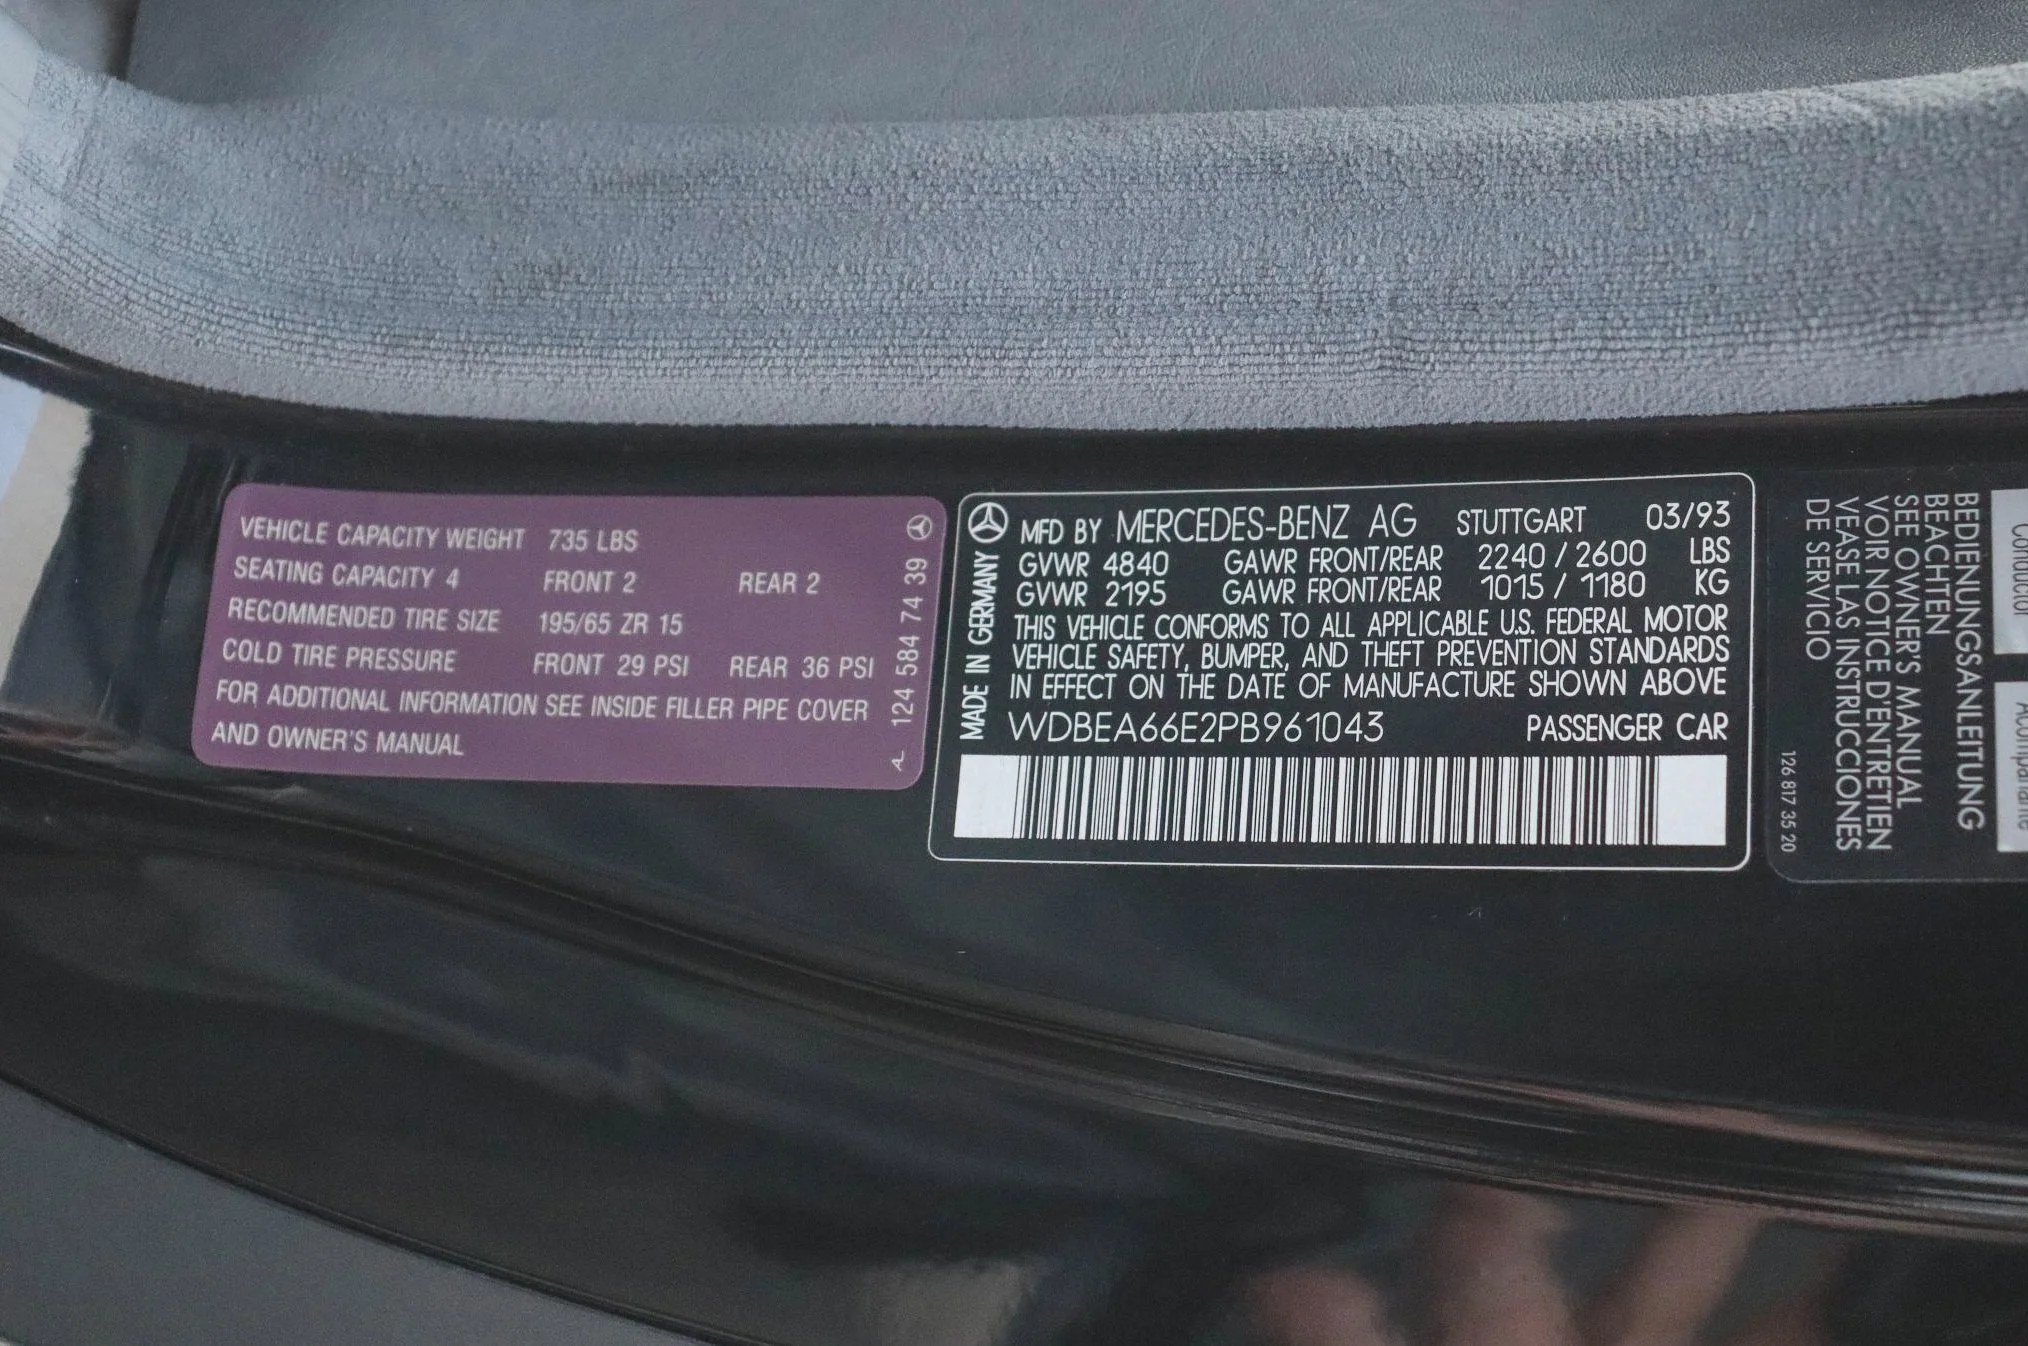 VEHICLE CAPACITY WEIGHT 735 LBS
SEATING CAPACITY 4 FRONT 2 REAR 2
RECOMMENDED TIRE SIZE 195/65 ZR 15
COLD TIRE PRESSURE FRONT 29 PSI REAR 36 PSI
FOR ADDITIONAL INFORMATION SEE INSIDE FILLER PIPE COVER
AND OWNER'S MANUAL
124 584 74 39
MADE IN GERMANY
MFD BY MERCEDES-BENZ AG STUTTGART 03/93
GVWR 4840 GAWR FRONT/REAR 2240 / 2600 LBS
GVWR 2195 GAWR FRONT/REAR 1015 / 1180 KG
THIS VEHICLE CONFORMS TO ALL APPLICABLE U.S. FEDERAL MOTOR
VEHICLE SAFETY, BUMPER, AND THEFT PREVENTION STANDARDS
IN EFFECT ON THE DATE OF MANUFACTURE SHOWN ABOVE
WDBEA66E2PB961043 PASSENGER CAR
BEDIENUNGSANLEITUNG
BEACHTEN
SEE OWNER'S MANUAL
VOIR NOTICE D'ENTRETIEN
VEASE LAS INSTRUCCIONES
DE SERVICIO
126 817 35 20